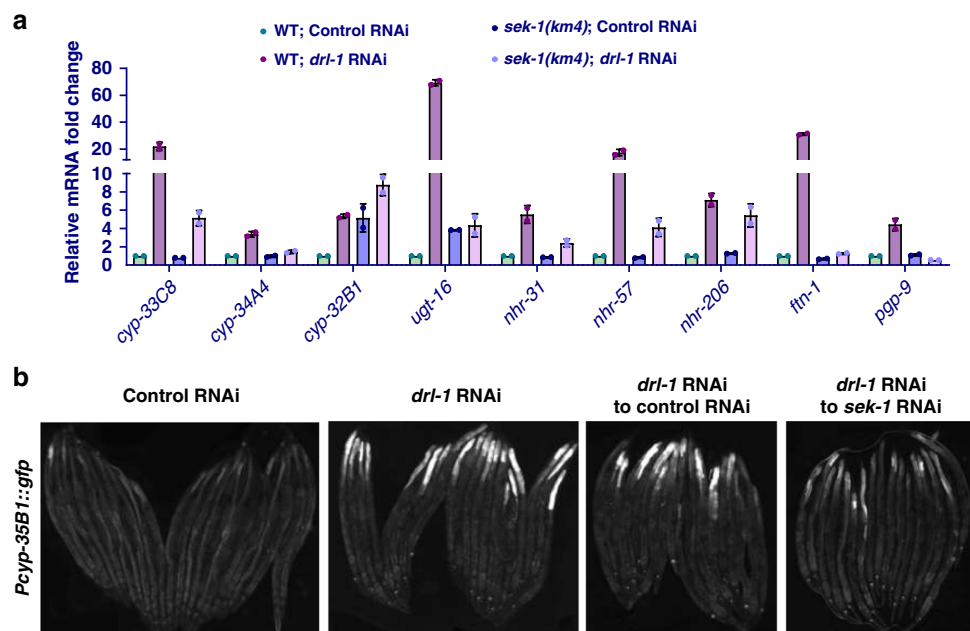 a
WT; Control RNAi
sek-1(km4); Control RNAi
WT; drl-1 RNAi
sek-1(km4); drl-1 RNAi
Relative mRNA fold change
80
60
40
20
10
8
6
4
2
0
cyp-33C8
cyp-34A4
cyp-32B1
ugt-16
nhr-31
nhr-57
nhr-206
ftn-1
pgp-9
b
Control RNAi
drl-1 RNAi
drl-1 RNAi
to control RNAi
drl-1 RNAi
to sek-1 RNAi
Pcyp-35B1::gfp